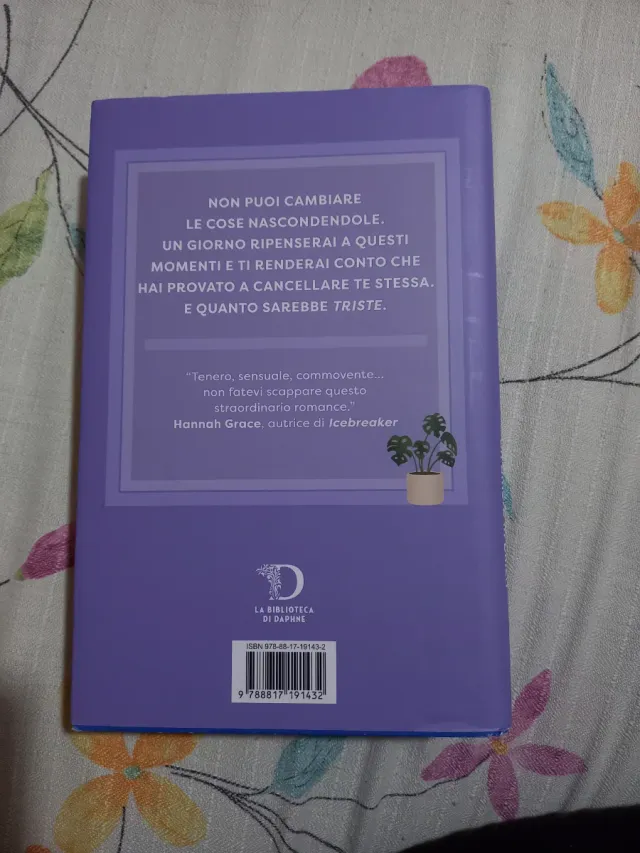 NON PUOI CAMBIARE
LE COSE NASCONDENDOLE.
UN GIORNO RIPENSERAI A QUESTI
MOMENTI E TI RENDERAI CONTO CHE
HAI PROVATO A CANCELLARE TE STESSA.
E QUANTO SAREBBE TRISTE.
“Tenero, sensuale, commovente...
non fatevi scappare questo
straordinario romance.”
Hannah Grace, autrice di Icebreaker
D
LA BIBLIOTECA
DI DAPHNE
ISBN 978-88-17-19143-2
9 788817 191432